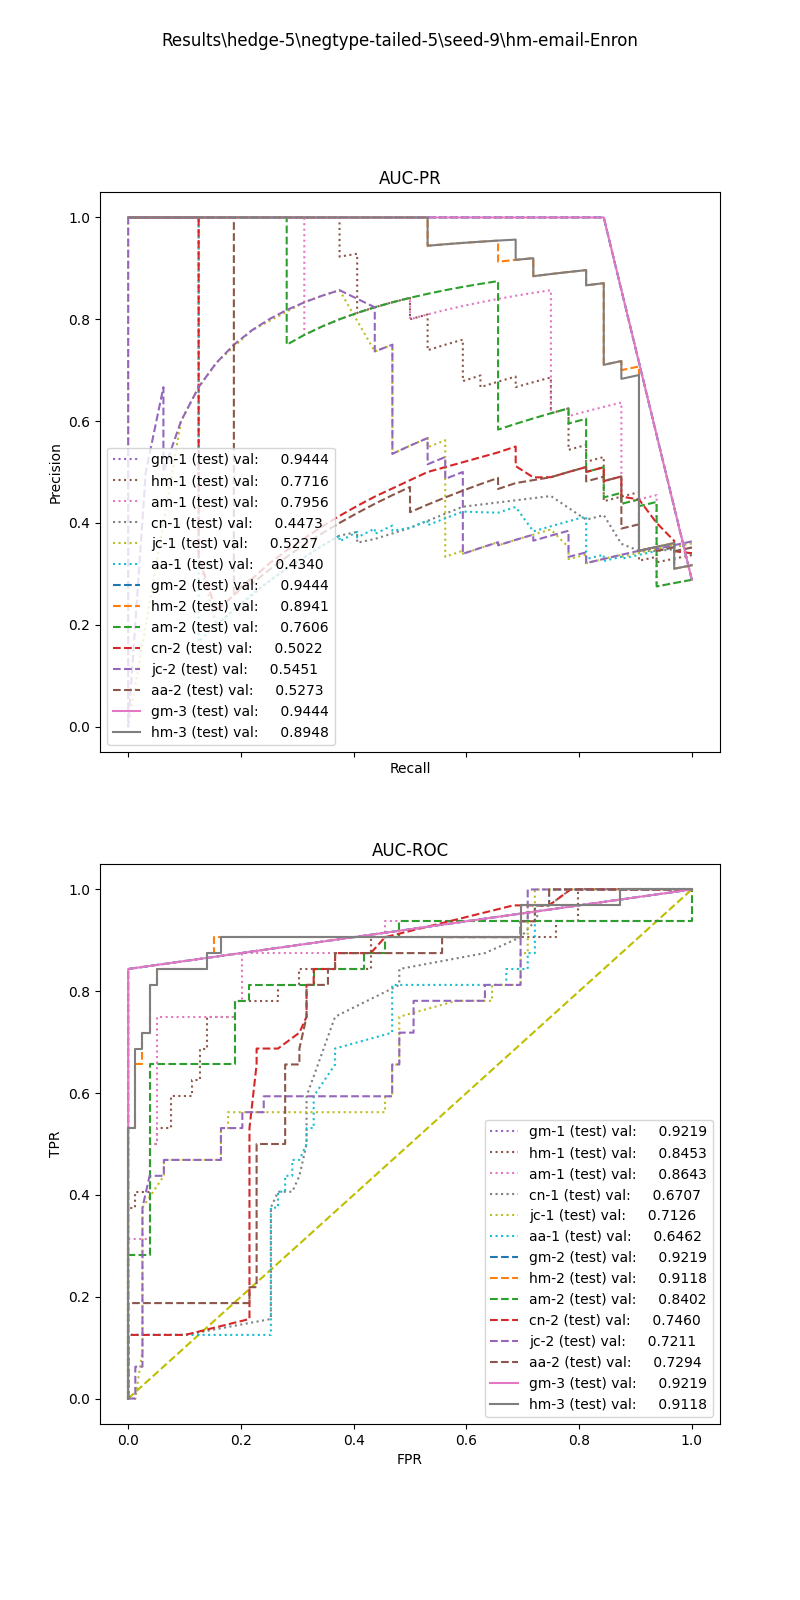 Results\hedge-5\negtype-tailed-5\seed-9\hm-email-Enron
AUC-PR
1.0
0.8
0.6
0.4
0.2
0.0
Precision
gm-1 (test) val: 0.9444
hm-1 (test) val: 0.7716
am-1 (test) val: 0.7956
cn-1 (test) val: 0.4473
jc-1 (test) val: 0.5227
aa-1 (test) val: 0.4340
gm-2 (test) val: 0.9444
hm-2 (test) val: 0.8941
am-2 (test) val: 0.7606
cn-2 (test) val: 0.5022
jc-2 (test) val: 0.5451
aa-2 (test) val: 0.5273
gm-3 (test) val: 0.9444
hm-3 (test) val: 0.8948
Recall
AUC-ROC
1.0
0.8
0.6
0.4
0.2
0.0
TPR
gm-1 (test) val: 0.9219
hm-1 (test) val: 0.8453
am-1 (test) val: 0.8643
cn-1 (test) val: 0.6707
jc-1 (test) val: 0.7126
aa-1 (test) val: 0.6462
gm-2 (test) val: 0.9219
hm-2 (test) val: 0.9118
am-2 (test) val: 0.8402
cn-2 (test) val: 0.7460
jc-2 (test) val: 0.7211
aa-2 (test) val: 0.7294
gm-3 (test) val: 0.9219
hm-3 (test) val: 0.9118
0.0 0.2 0.4 0.6 0.8 1.0
FPR